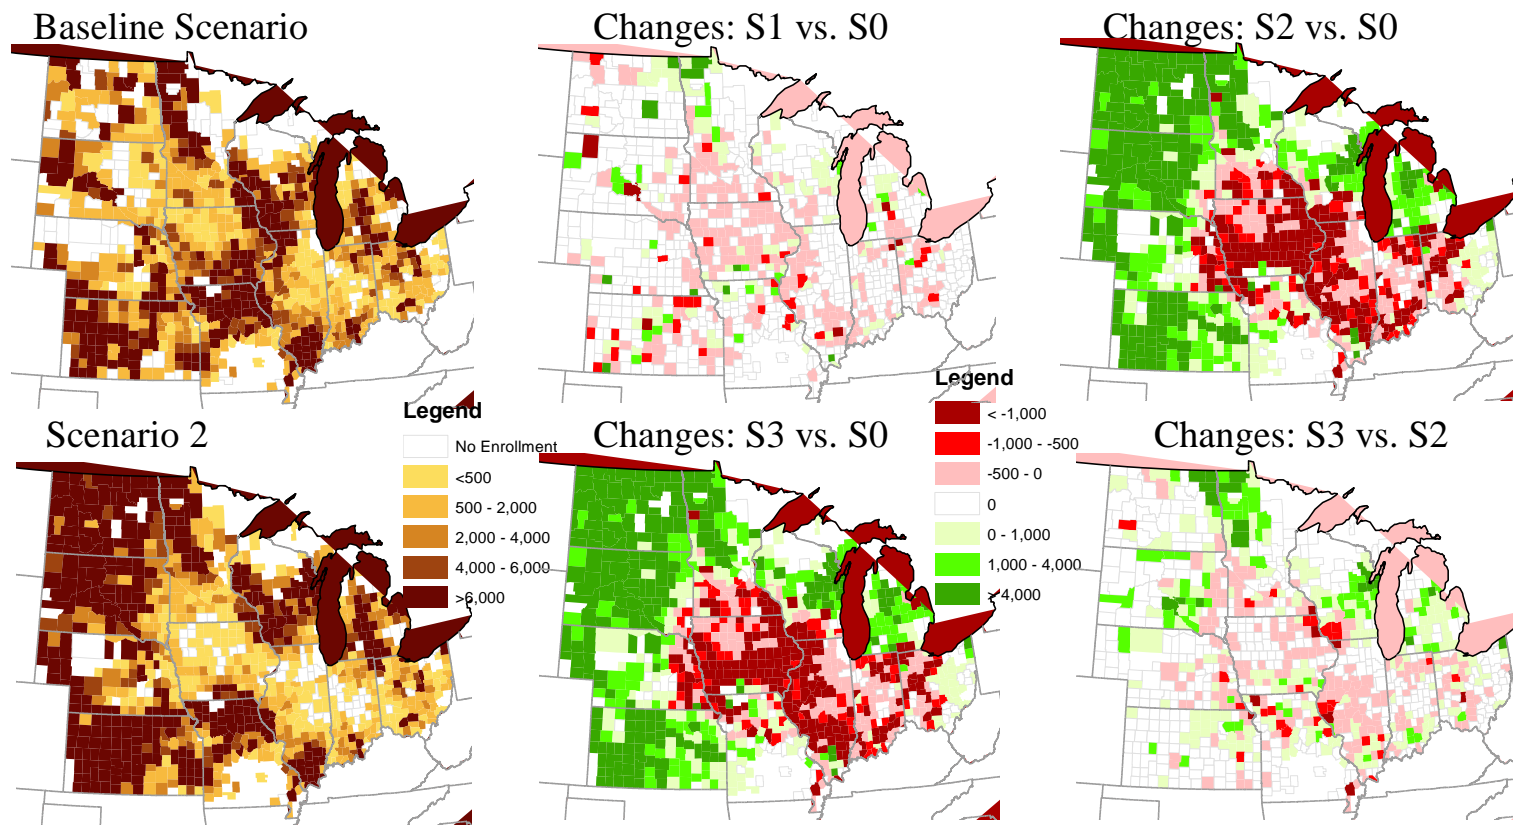 Baseline Scenario
Changes: S1 vs. S0
Changes: S2 vs. S0
Scenario 2
Legend
No Enrollment
<500
500 - 2,000
2,000 - 4,000
4,000 - 6,000
>6,000
Changes: S3 vs. S0
Legend
< -1,000
-1,000 - -500
-500 - 0
0
0 - 1,000
1,000 - 4,000
4,000
Changes: S3 vs. S2